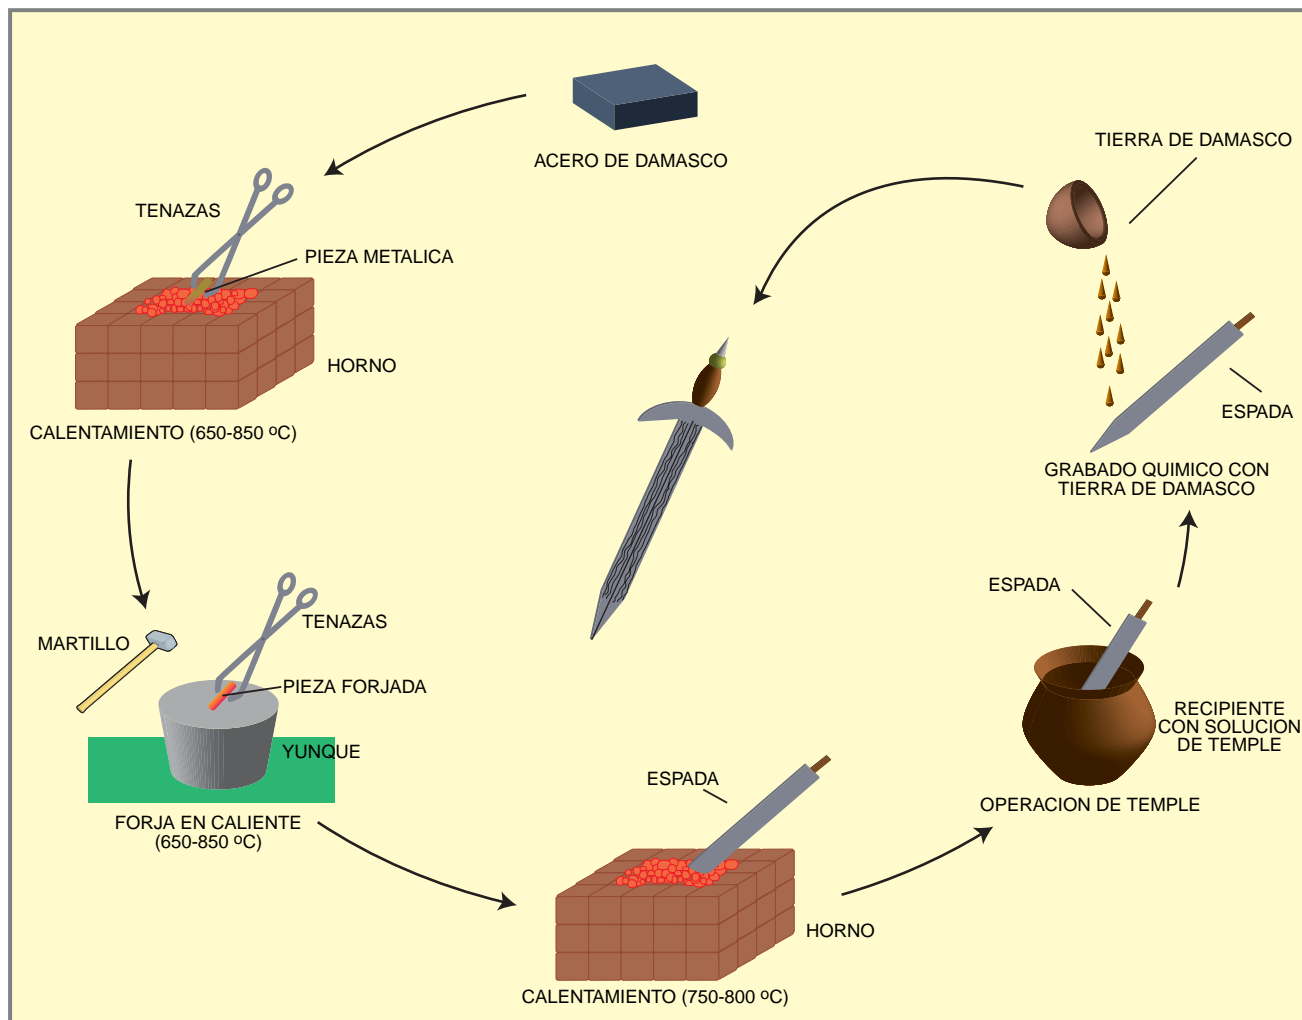 ACERO DE DAMASCO
TENAZAS
PIEZA METALICA
HORNO
CALENTAMIENTO (650-850 ºC)
MARTILLO
TENAZAS
PIEZA FORJADA
YUNQUE
FORJA EN CALIENTE
(650-850 ºC)
ESPADA
HORNO
CALENTAMIENTO (750-800 ºC)
ESPADA
RECIPIENTE
CON SOLUCION
DE TEMPLE
OPERACION DE TEMPLE
TIERRA DE DAMASCO
ESPADA
GRABADO QUIMICO CON
TIERRA DE DAMASCO